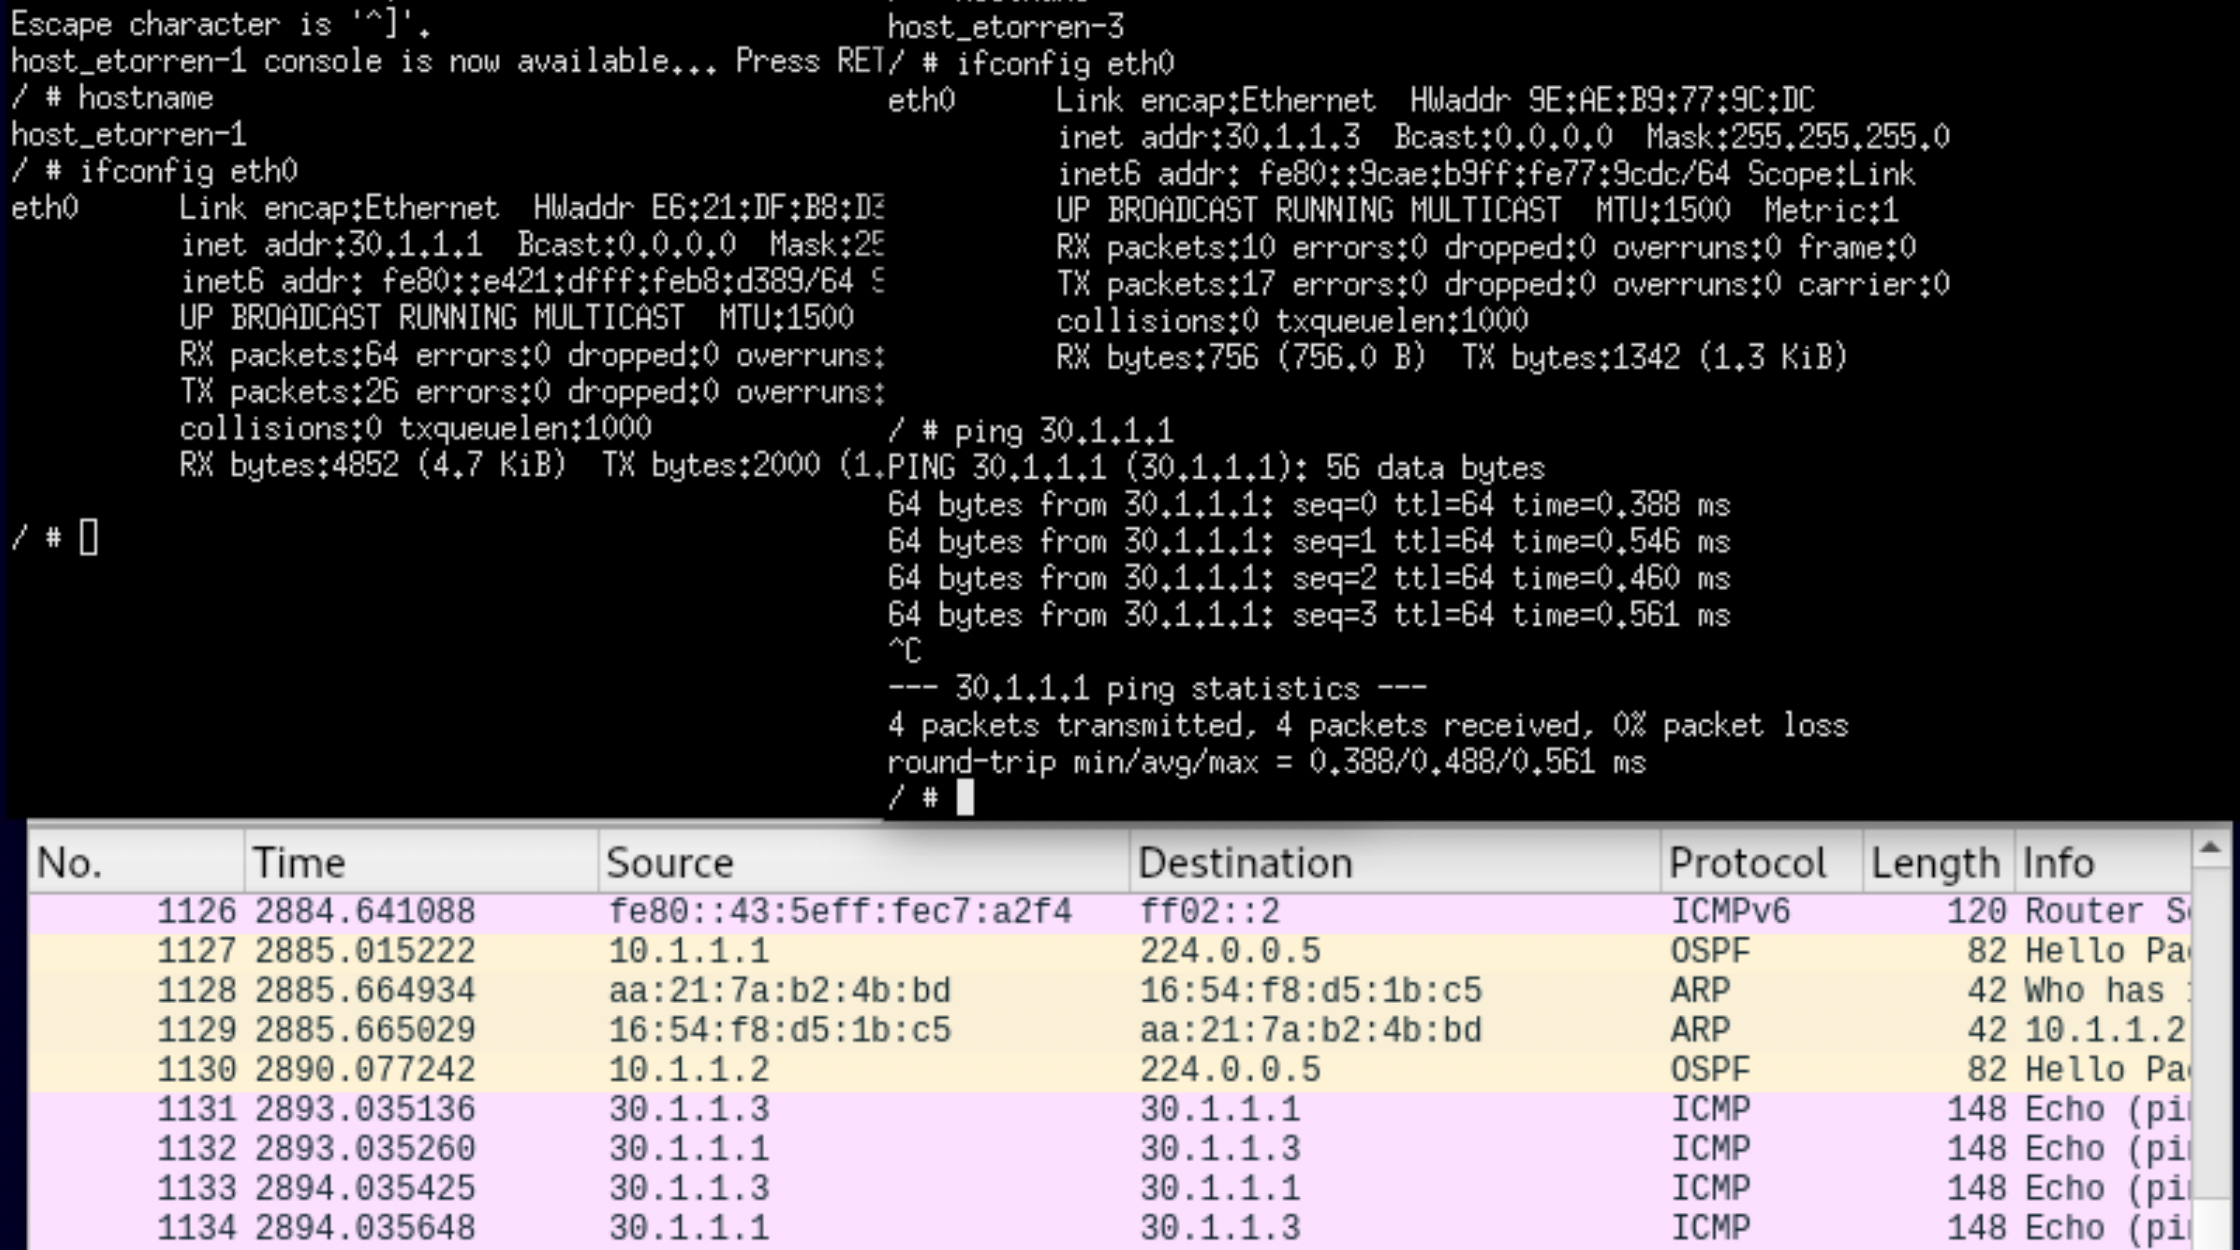 Escape character is '^]'.
host_etorren-1 console is now available... Press RET
/ # hostname
host_etorren-1
/ # ifconfig eth0
eth0 Link encap:Ethernet HWaddr E6:21:DF:B8:D3
inet addr:30.1.1.1 Bcast:0.0.0.0 Mask:25
inet6 addr: fe80::e421:dfff:feb8:d389/64 S
UP BROADCAST RUNNING MULTICAST MTU:1500
RX packets:64 errors:0 dropped:0 overruns:
TX packets:26 errors:0 dropped:0 overruns:
collisions:0 txqueuelen:1000
RX bytes:4852 (4.7 KiB) TX bytes:2000 (1.
/ #
host_etorren-3
/ # ifconfig eth0
eth0 Link encap:Ethernet HWaddr 9E:AE:B9:77:9C:DC
inet addr:30.1.1.3 Bcast:0.0.0.0 Mask:255.255.255.0
inet6 addr: fe80::9cae:b9ff:fe77:9cdc/64 Scope:Link
UP BROADCAST RUNNING MULTICAST MTU:1500 Metric:1
RX packets:10 errors:0 dropped:0 overruns:0 frame:0
TX packets:17 errors:0 dropped:0 overruns:0 carrier:0
collisions:0 txqueuelen:1000
RX bytes:756 (756.0 B) TX bytes:1342 (1.3 KiB)
/ # ping 30.1.1.1
PING 30.1.1.1 (30.1.1.1): 56 data bytes
64 bytes from 30.1.1.1: seq=0 ttl=64 time=0.388 ms
64 bytes from 30.1.1.1: seq=1 ttl=64 time=0.546 ms
64 bytes from 30.1.1.1: seq=2 ttl=64 time=0.460 ms
64 bytes from 30.1.1.1: seq=3 ttl=64 time=0.561 ms
^C
--- 30.1.1.1 ping statistics ---
4 packets transmitted, 4 packets received, 0% packet loss
round-trip min/avg/max = 0.388/0.488/0.561 ms
/ #
No. Time Source Destination Protocol Length Info
1126 2884.641088 fe80::43:5eff:fec7:a2f4 ff02::2 ICMPv6 120 Router S
1127 2885.015222 10.1.1.1 224.0.0.5 OSPF 82 Hello Pa
1128 2885.664934 aa:21:7a:b2:4b:bd 16:54:f8:d5:1b:c5 ARP 42 Who has
1129 2885.665029 16:54:f8:d5:1b:c5 aa:21:7a:b2:4b:bd ARP 42 10.1.1.2
1130 2890.077242 10.1.1.2 224.0.0.5 OSPF 82 Hello Pa
1131 2893.035136 30.1.1.3 30.1.1.1 ICMP 148 Echo (pi
1132 2893.035260 30.1.1.1 30.1.1.3 ICMP 148 Echo (pi
1133 2894.035425 30.1.1.3 30.1.1.1 ICMP 148 Echo (pi
1134 2894.035648 30.1.1.1 30.1.1.3 ICMP 148 Echo (pi